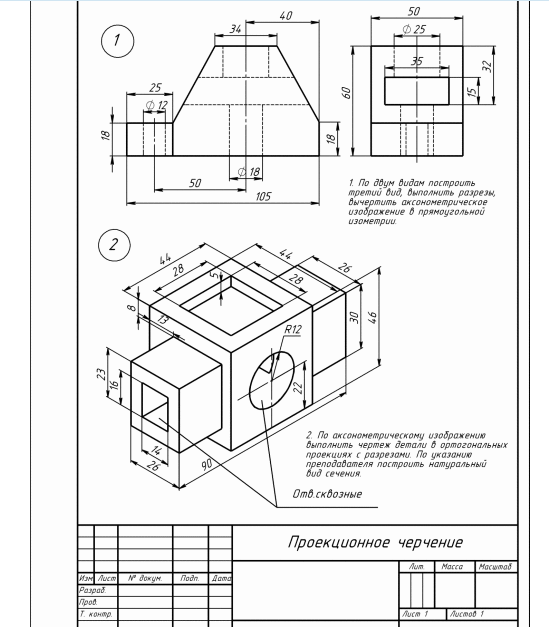 1
34
40
25
⌀ 12
18
50
105
⌀ 18
18
50
⌀ 25
35
60
32
15
1. По двум видам построить
третий вид, выполнить разрезы,
вычертить аксонометрическое
изображение в прямоугольной
изометрии.
2
44
28
5
44
28
26
8
13
R12
30
46
23
16
22
14
26
90
2. По аксонометрическому изображению
выполнить чертеж детали в ортогональных
проекциях с разрезами. По указанию
преподавателя построить натуральный
вид сечения.
Отв.сквозные
Проекционное черчение
Лит. Масса Масштаб
Изм Лист № докум. Подп. Дата
Разраб.
Пров.
Т. контр.
Лист 1 Листов 1